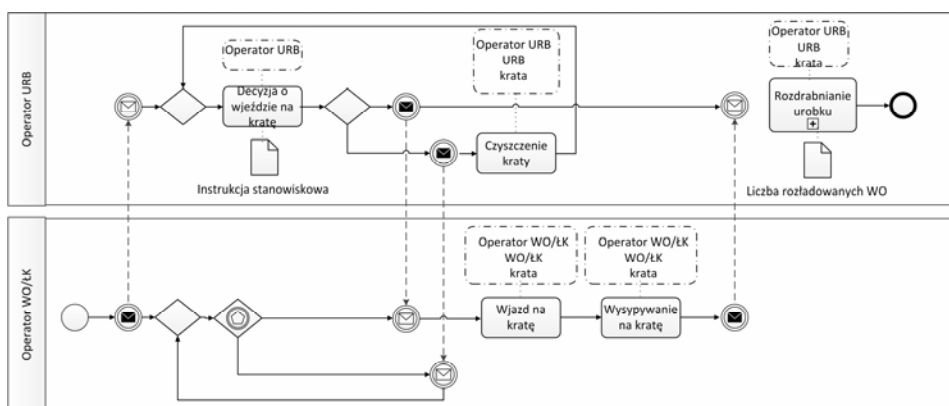 Operator URB
Operator URB
Decyzja o
wjeździe na
kratę
Instrukcja stanowiskowa
Operator URB
URB
krata
Czyszczenie
kraty
Operator URB
URB
krata
Rozdrabnianie
urobku
Liczba rozładowanych WO
Operator WO/ŁK
Operator WO/ŁK
WO/ŁK
krata
Wjazd na
kratę
Operator WO/ŁK
WO/ŁK
krata
Wysypywanie
na kratę